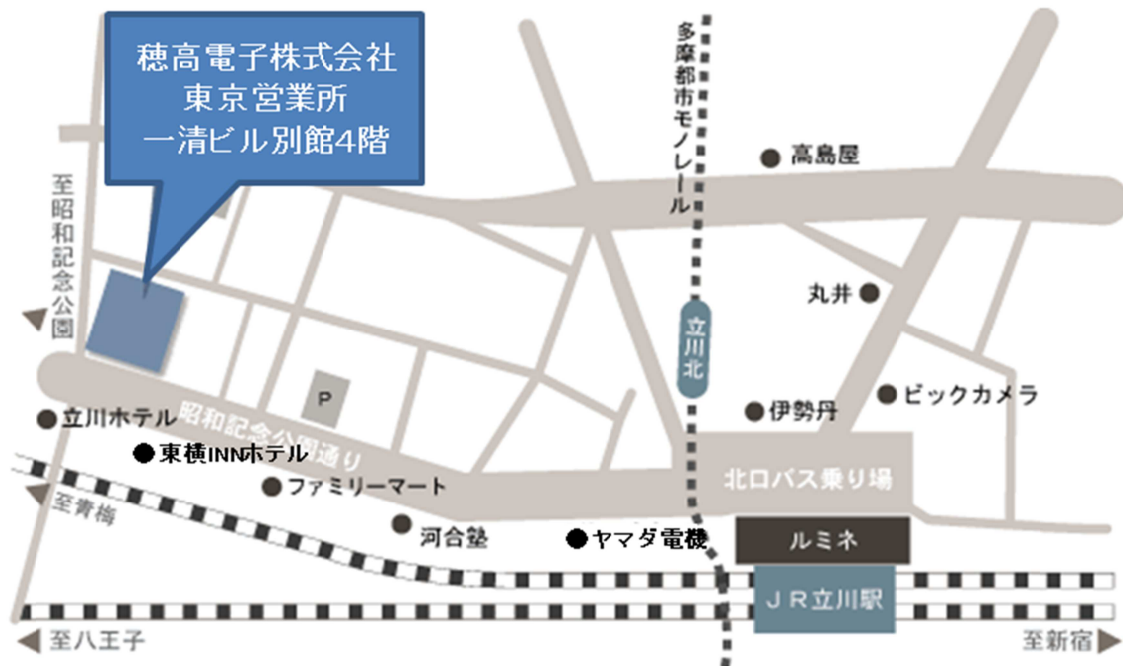 穂高電子株式会社
東京営業所
一清ビル別館4階
多摩都市モノレール
高島屋
至昭和記念公園
丸井
立川北
P
ビックカメラ
伊勢丹
立川ホテル
昭和記念公園通り
東横INNホテル
北口バス乗り場
ファミリーマート
至青梅
河合塾
ヤマダ電機
ルミネ
JR立川駅
至八王子
至新宿